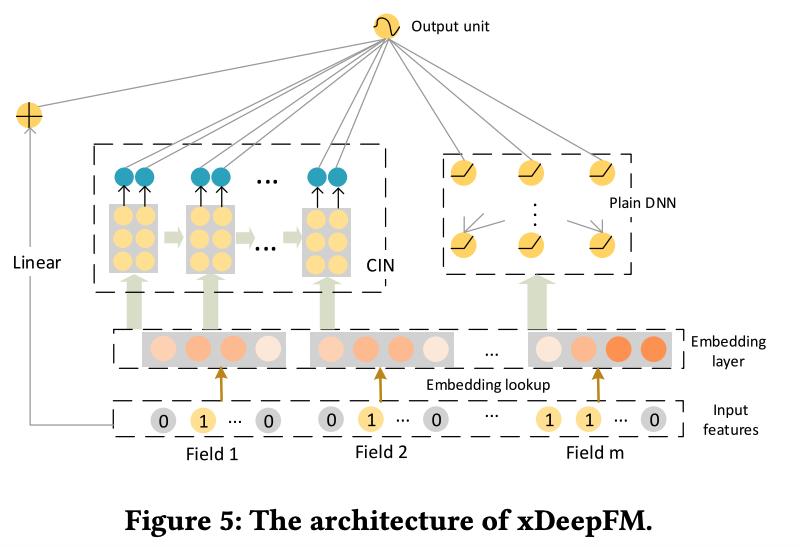 Output unit
Linear
...
...
CIN
Plain DNN
...
Embedding layer
Embedding lookup
0 1 ... 0
0 1 ... 0
...
1 1 ... 0
Input features
Field 1
Field 2
Field m
Figure 5: The architecture of xDeepFM.